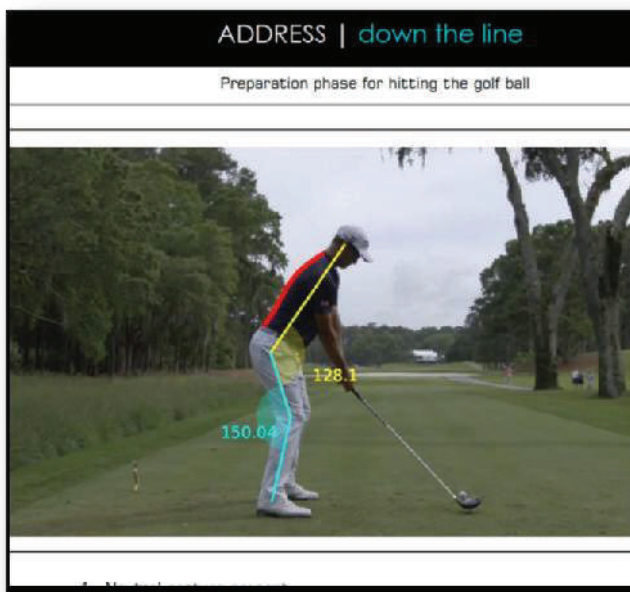 ADDRESS | down the line
Preparation phase for hitting the golf ball
128.1
150.04